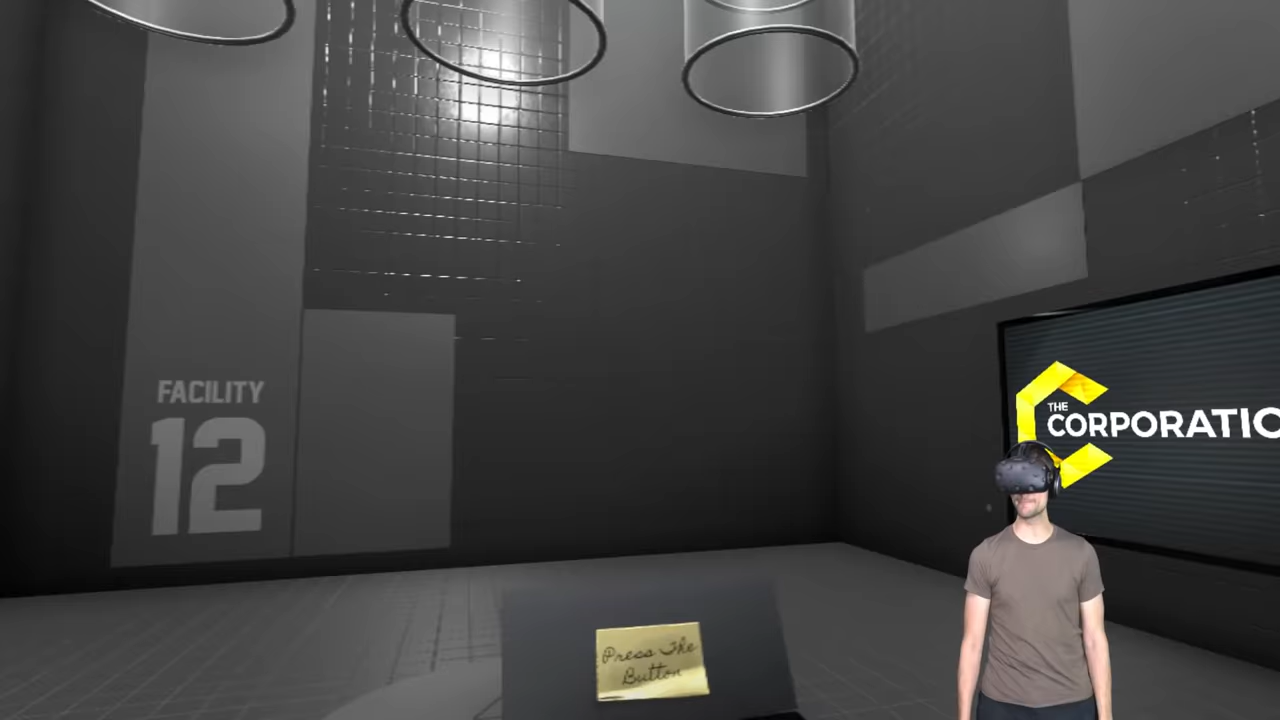 FACILITY
12
THE
CORPORATIO
Press The
Button